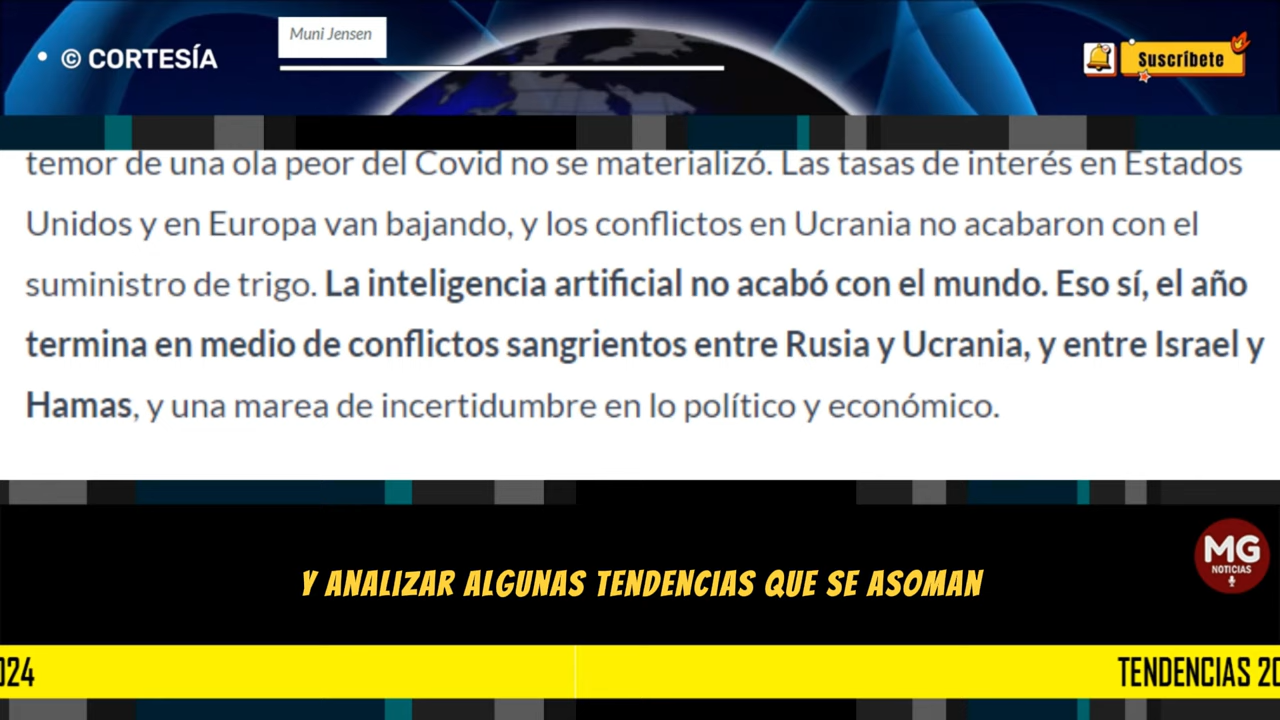 Muni Jensen
• © CORTESÍA
Suscríbete
temor de una ola peor del Covid no se materializó. Las tasas de interés en Estados
Unidos y en Europa van bajando, y los conflictos en Ucrania no acabaron con el
suministro de trigo. La inteligencia artificial no acabó con el mundo. Eso sí, el año
termina en medio de conflictos sangrientos entre Rusia y Ucrania, y entre Israel y
Hamas, y una marea de incertidumbre en lo político y económico.
MG
NOTICIAS
Y ANALIZAR ALGUNAS TENDENCIAS QUE SE ASOMAN
024
TENDENCIAS 20